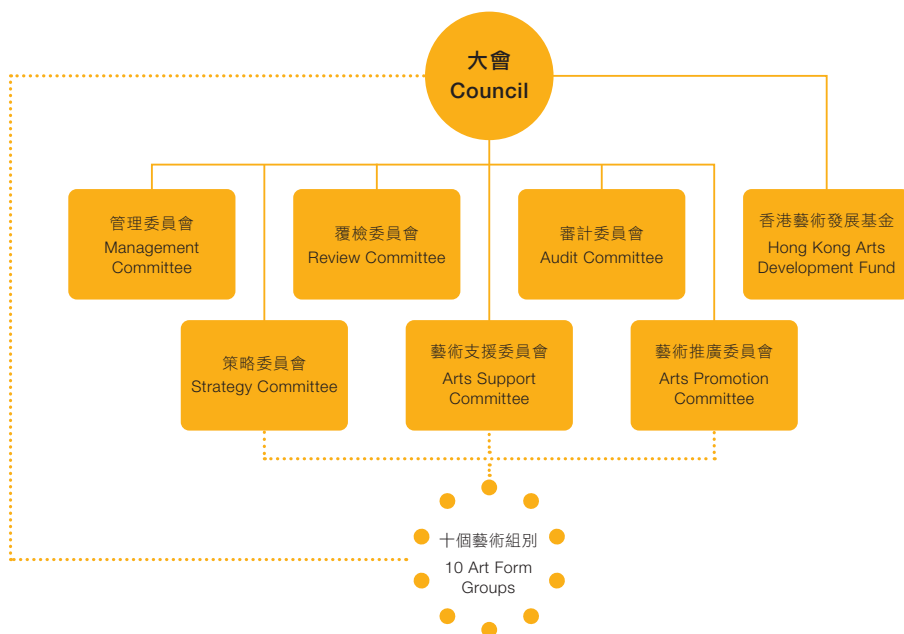 大會
Council
管理委員會
Management
Committee
覆檢委員會
Review Committee
審計委員會
Audit Committee
香港藝術發展基金
Hong Kong Arts
Development Fund
策略委員會
Strategy Committee
藝術支援委員會
Arts Support
Committee
藝術推廣委員會
Arts Promotion
Committee
十個藝術組別
10 Art Form
Groups